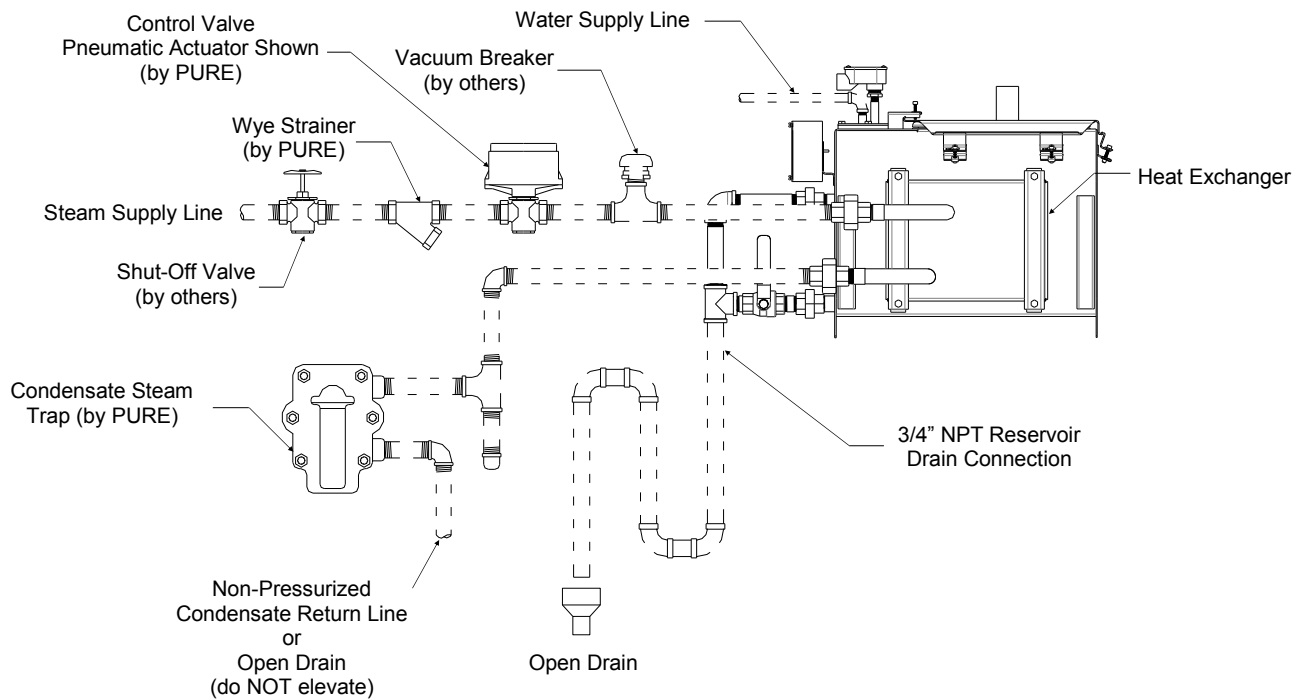 Control Valve
Pneumatic Actuator Shown
(by PURE)
Water Supply Line
Vacuum Breaker
(by others)
Wye Strainer
(by PURE)
Heat Exchanger
Steam Supply Line
Shut-Off Valve
(by others)
Condensate Steam
Trap (by PURE)
3/4” NPT Reservoir
Drain Connection
Non-Pressurized
Condensate Return Line
or
Open Drain
(do NOT elevate)
Open Drain